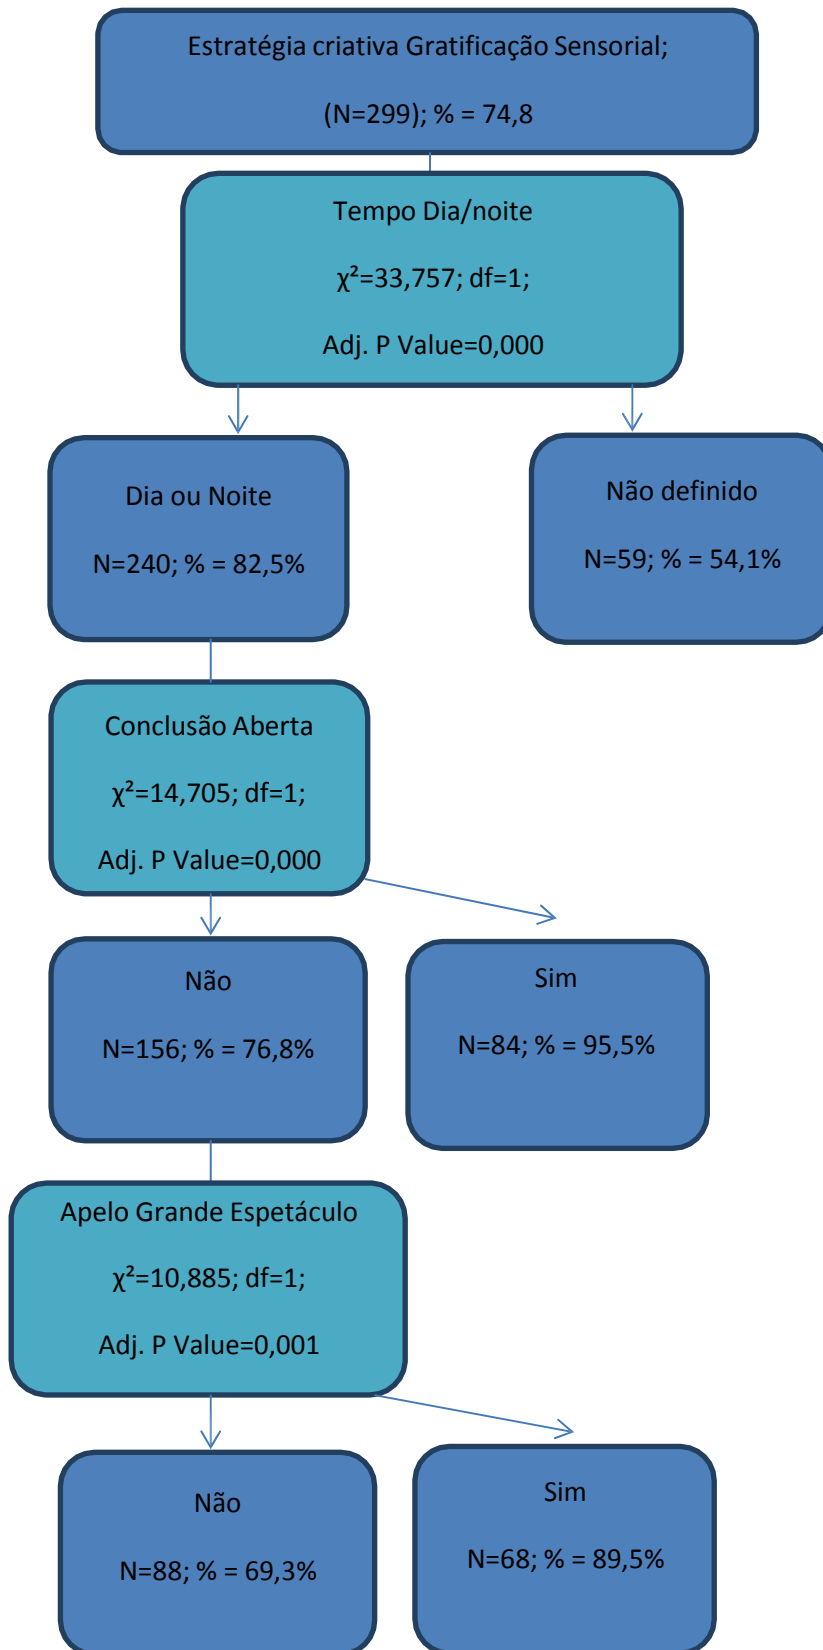 Estratégia criativa Gratificação Sensorial;
(N=299); % = 74,8
Tempo Dia/noite
χ²=33,757; df=1;
Adj. P Value=0,000
Dia ou Noite
N=240; % = 82,5%
Não definido
N=59; % = 54,1%
Conclusão Aberta
χ²=14,705; df=1;
Adj. P Value=0,000
Não
N=156; % = 76,8%
Sim
N=84; % = 95,5%
Apelo Grande Espetáculo
χ²=10,885; df=1;
Adj. P Value=0,001
Não
N=88; % = 69,3%
Sim
N=68; % = 89,5%